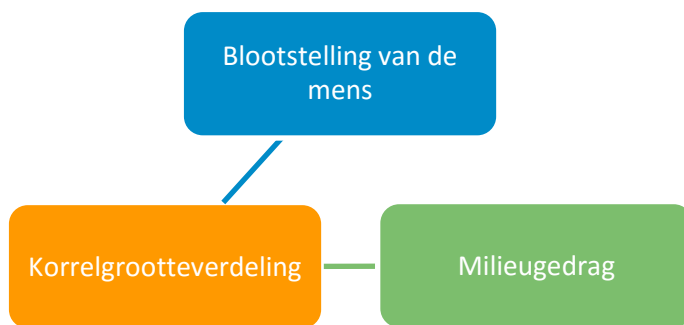 Blootstelling van de
mens
Korrelgrootteverdeling
Milieugedrag